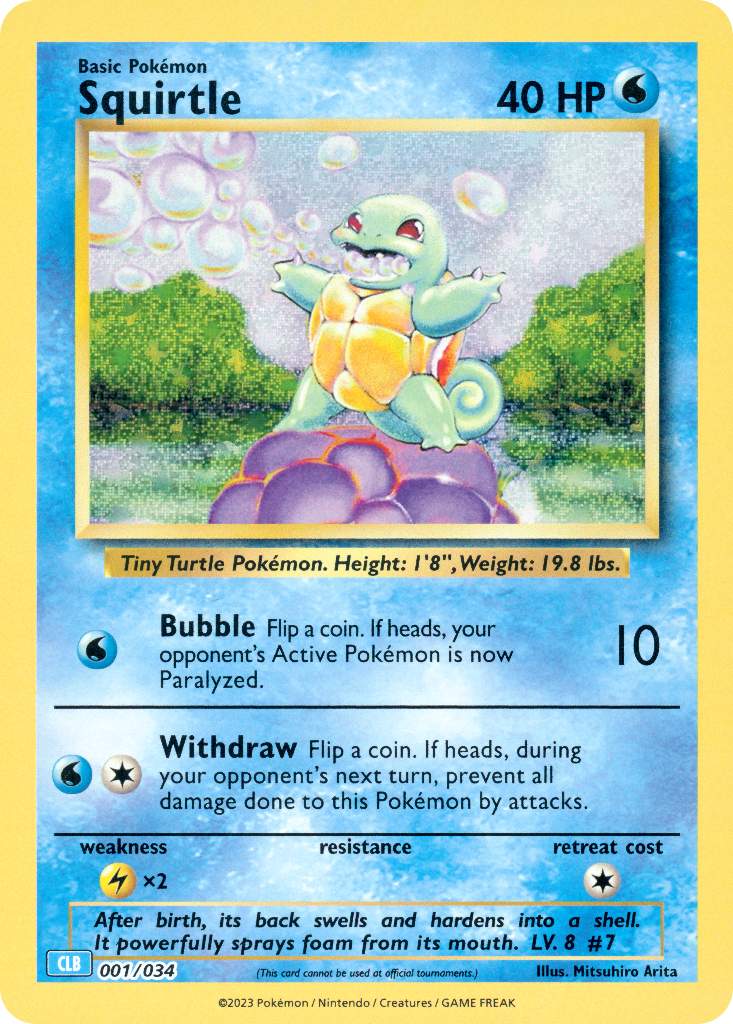 Basic Pokémon
Squirtle 40 HP
Tiny Turtle Pokémon. Height: 1'8", Weight: 19.8 lbs.
Bubble Flip a coin. If heads, your
opponent's Active Pokémon is now
Paralyzed.
10
Withdraw Flip a coin. If heads, during
your opponent's next turn, prevent all
damage done to this Pokémon by attacks.
weakness resistance retreat cost
×2
After birth, its back swells and hardens into a shell.
It powerfully sprays foam from its mouth. LV. 8 #7
CLB 001/034 (This card cannot be used at official tournaments.) Illus. Mitsuhiro Arita
©2023 Pokémon / Nintendo / Creatures / GAME FREAK